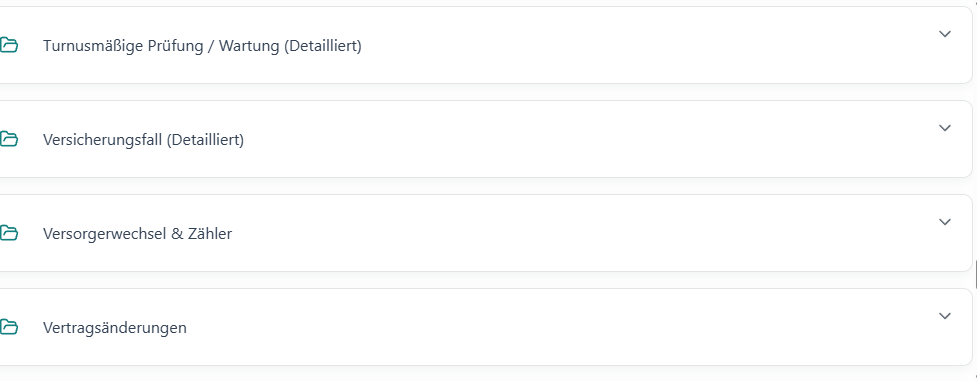 Turnusmäßige Prüfung / Wartung (Detailliert)
Versicherungsfall (Detailliert)
Versorgerwechsel & Zähler
Vertragsänderungen